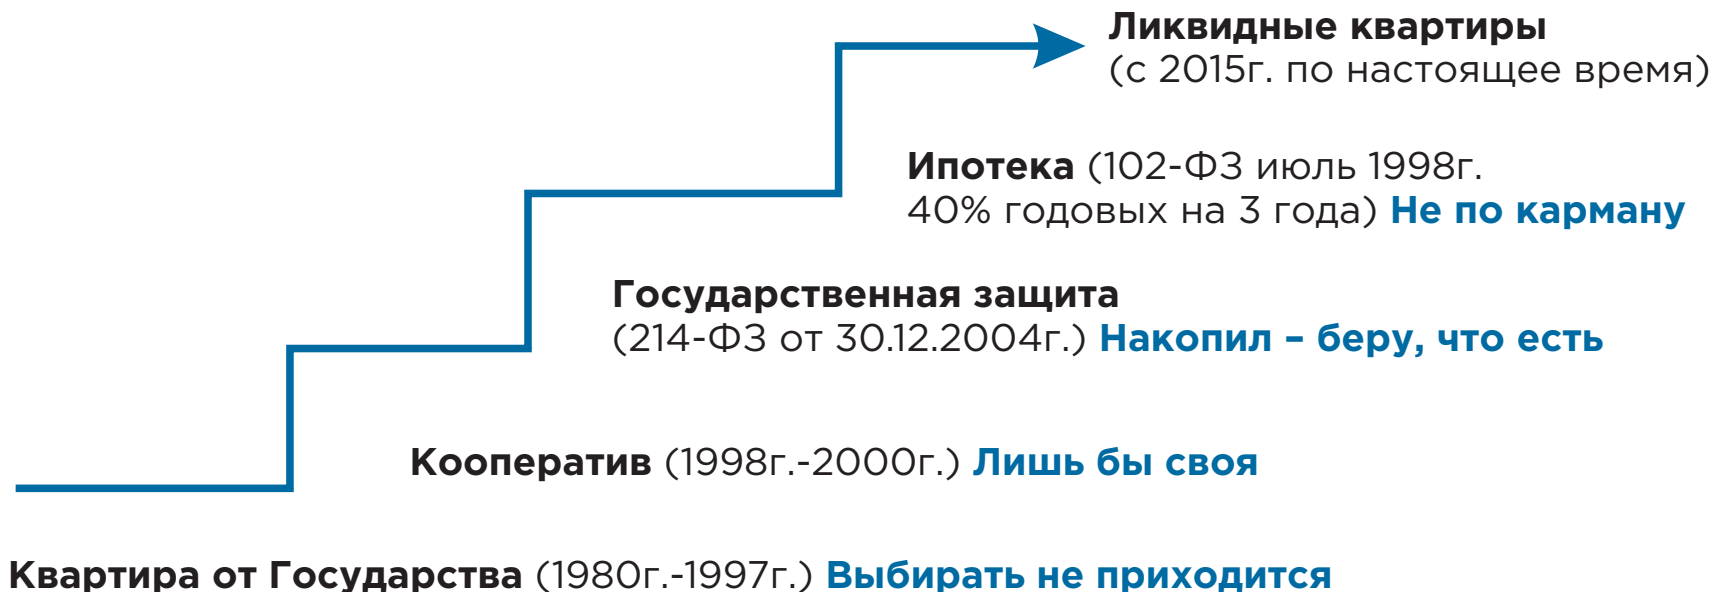 Ликвидные квартиры
(с 2015г. по настоящее время)
Ипотека (102-ФЗ июль 1998г.
40% годовых на 3 года) Не по карману
Государственная защита
(214-ФЗ от 30.12.2004г.) Накопил – беру, что есть
Кооператив (1998г.-2000г.) Лишь бы своя
Квартира от Государства (1980г.-1997г.) Выбирать не приходится